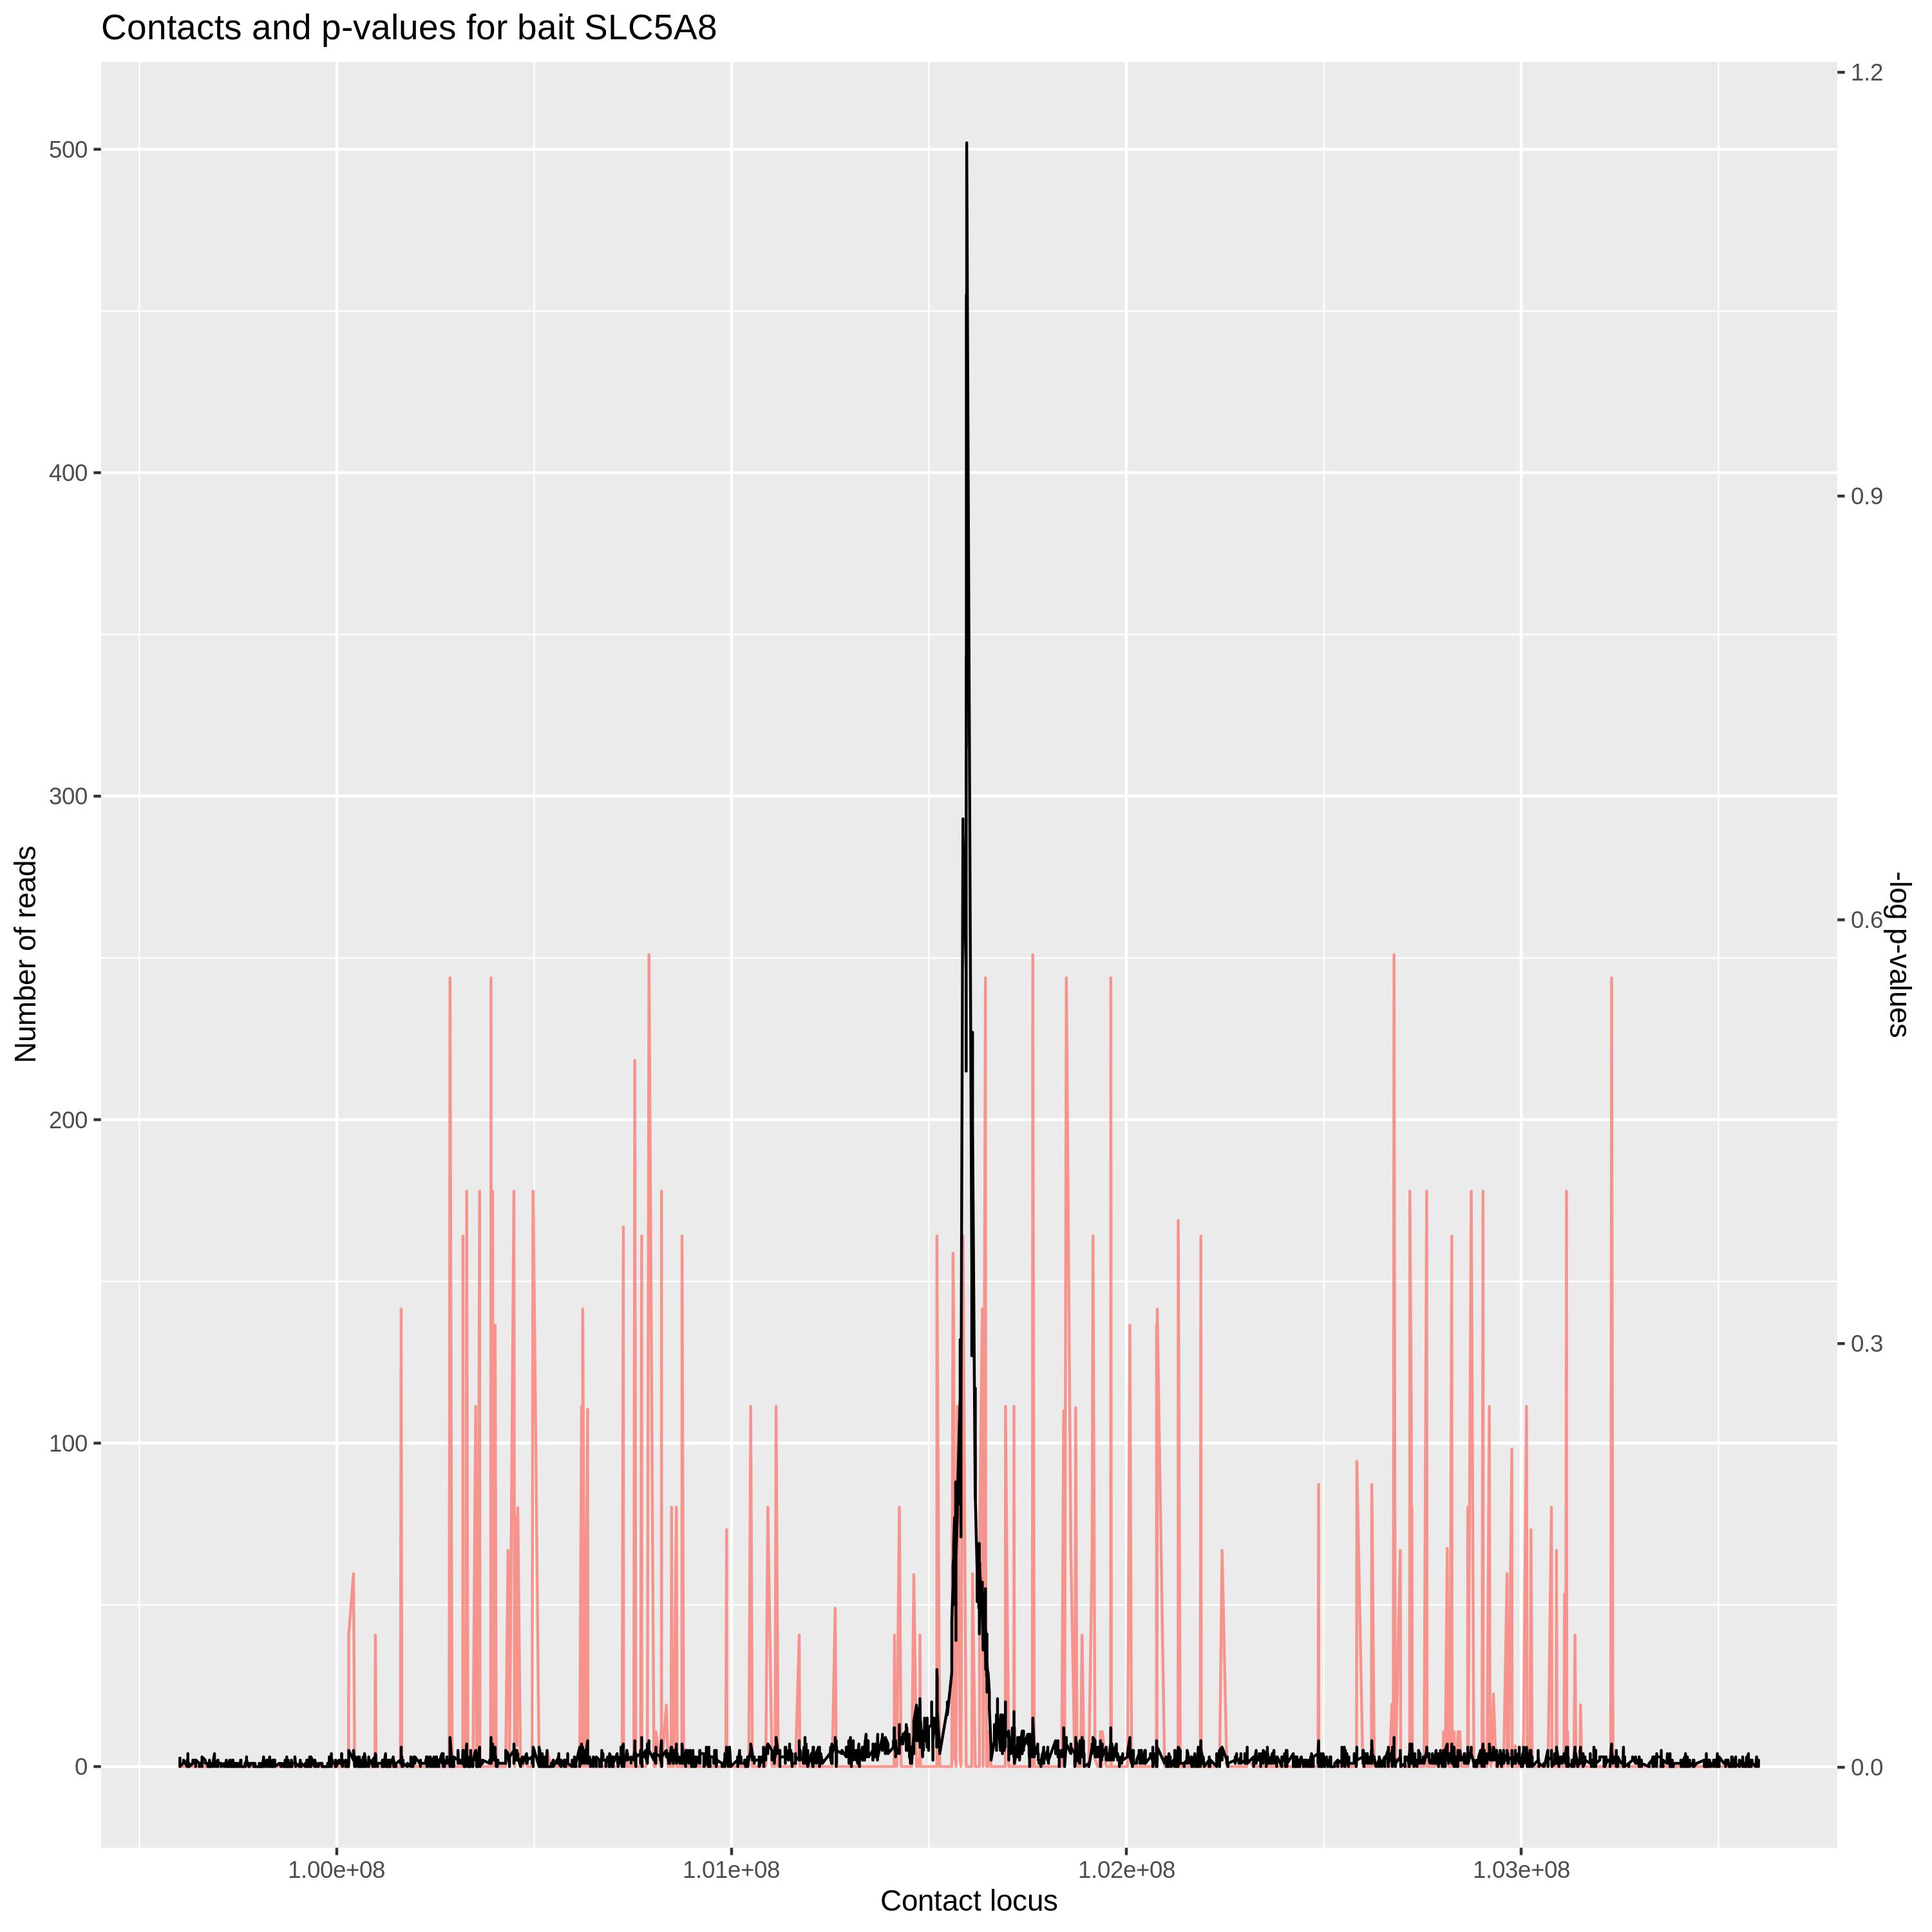 Contacts and p-values for bait SLC5A8
500
400
300
200
100
0
Number of reads
1.2
0.9
0.6
0.3
0.0
-log p-values
1.00e+08 1.01e+08 1.02e+08 1.03e+08
Contact locus